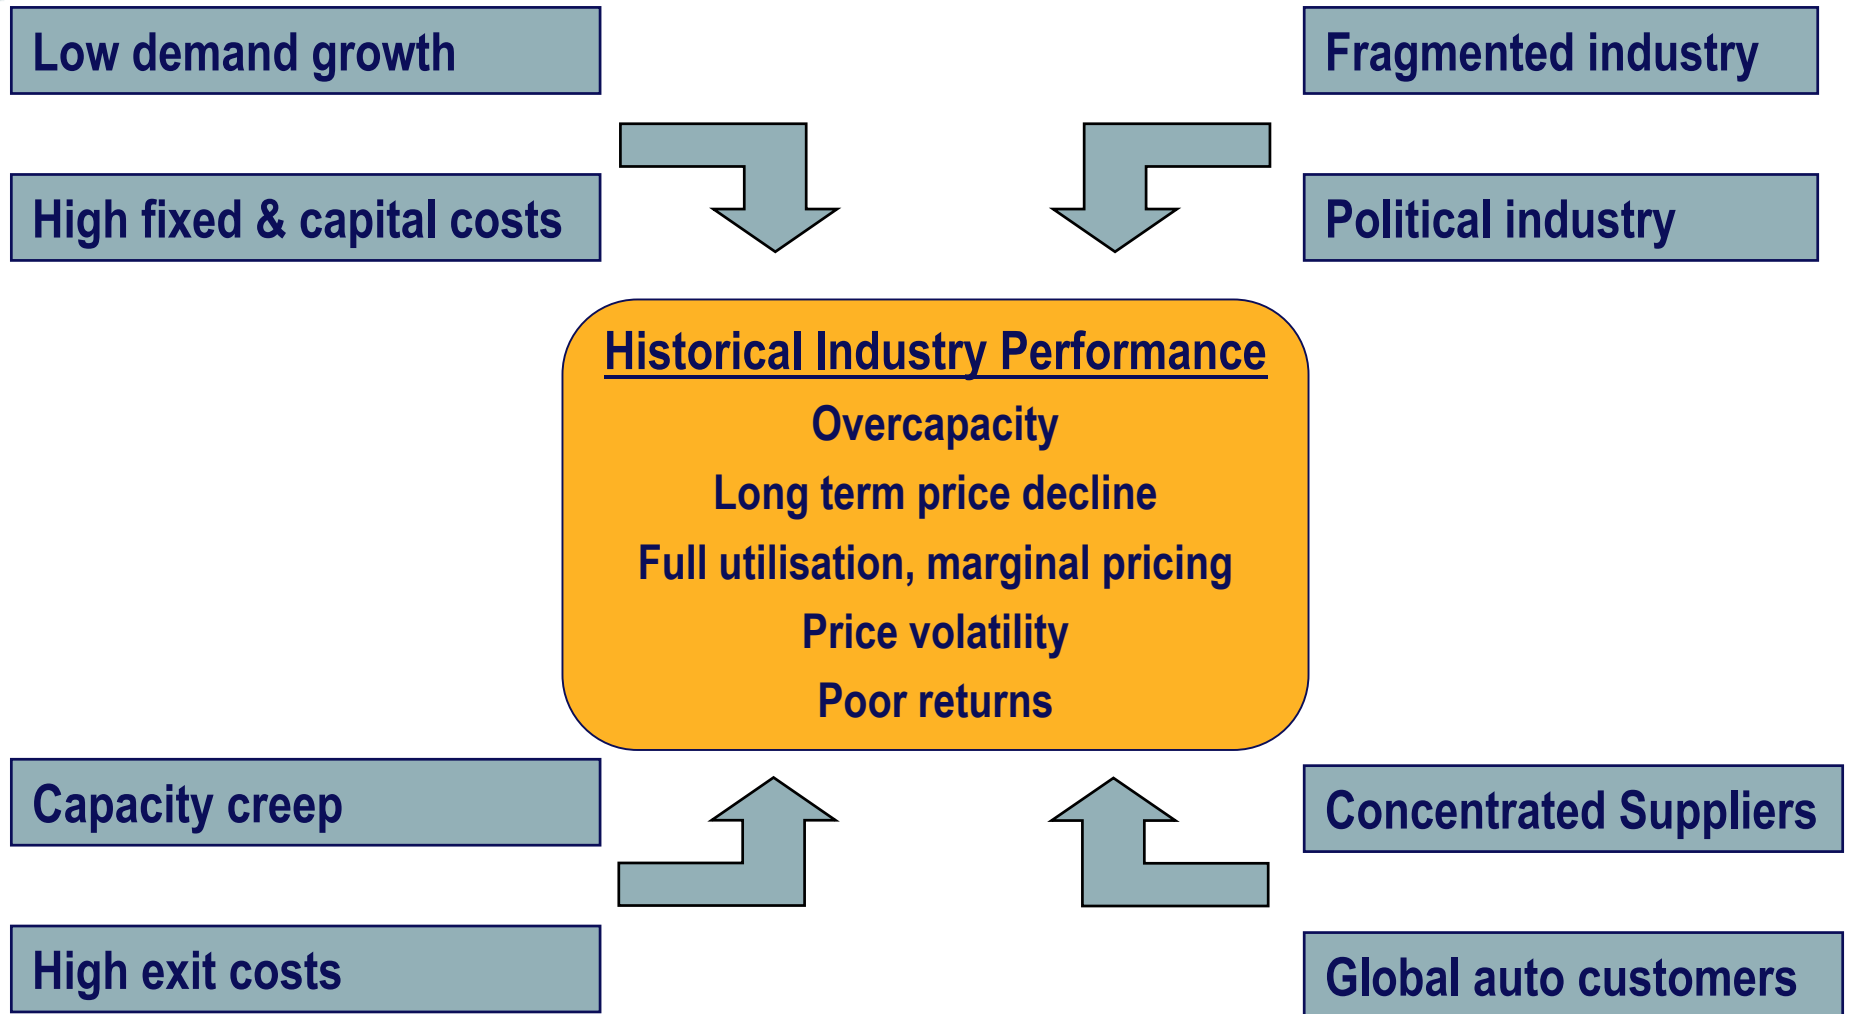 Low demand growth
Fragmented industry
High fixed & capital costs
Political industry
Historical Industry Performance
Overcapacity
Long term price decline
Full utilisation, marginal pricing
Price volatility
Poor returns
Capacity creep
Concentrated Suppliers
High exit costs
Global auto customers